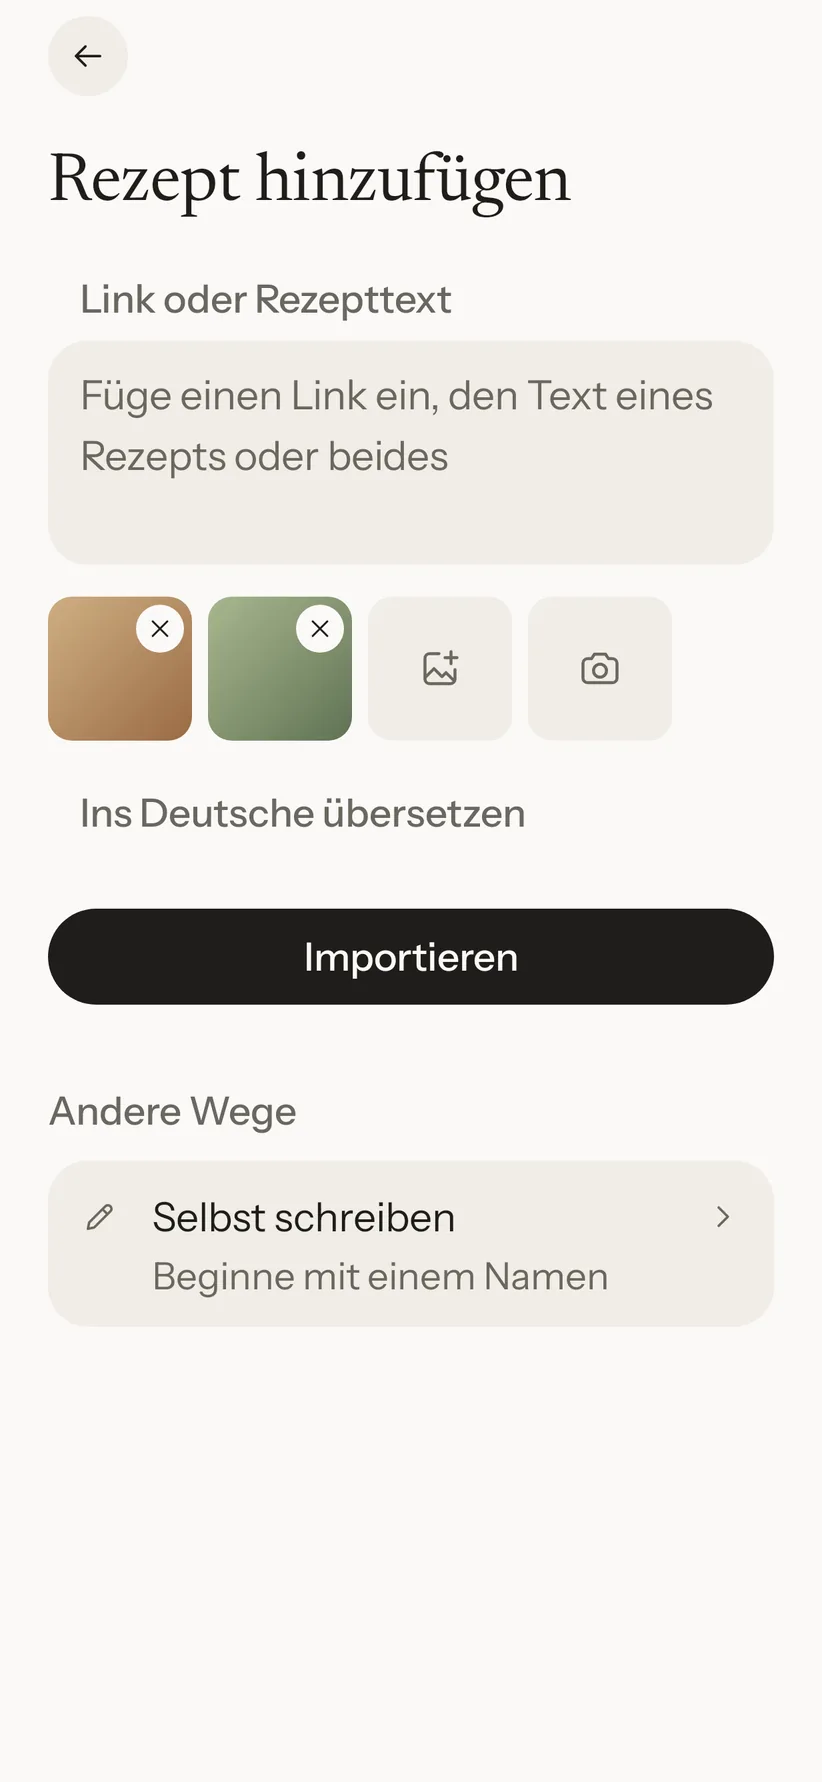 Rezept hinzufügen
Link oder Rezepttext
Füge einen Link ein, den Text eines
Rezepts oder beides
Ins Deutsche übersetzen
Importieren
Andere Wege
Selbst schreiben
Beginne mit einem Namen